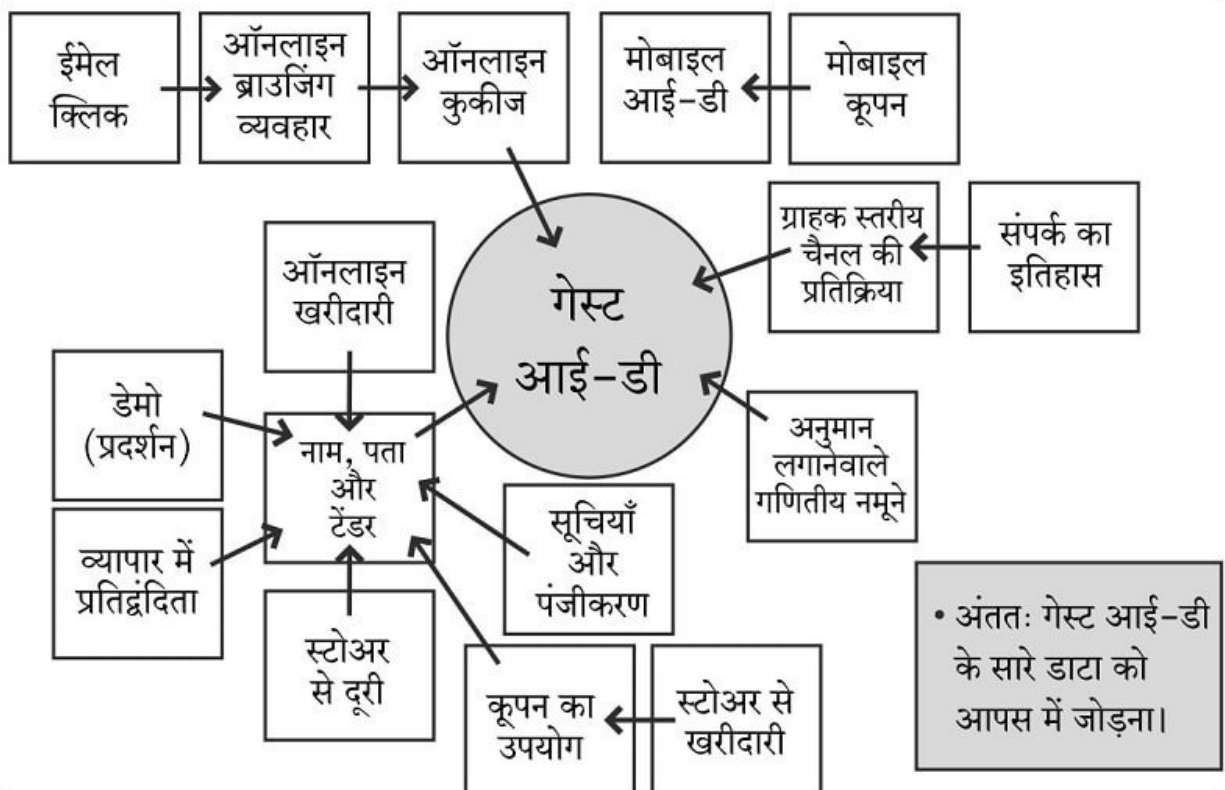 ईमेल
क्लिक
ऑनलाइन
ब्राउजिंग
व्यवहार
ऑनलाइन
कुकीज
मोबाइल
आई-डी
मोबाइल
कूपन
ग्राहक स्तरीय
चैनल की
प्रतिक्रिया
संपर्क का
इतिहास
ऑनलाइन
खरीदारी
गेस्ट
आई-डी
डेमो
(प्रदर्शन)
नाम, पता
और
टेंडर
अनुमान
लगानेवाले
गणितीय नमूने
व्यापार में
प्रतिद्वंदिता
सूचियाँ
और
पंजीकरण
स्टोअर
से दूरी
कूपन का
उपयोग
स्टोअर से
खरीदारी
• अंततः गेस्ट आई-डी
के सारे डाटा को
आपस में जोड़ना।